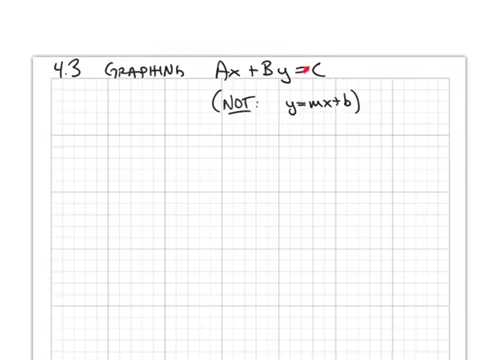 4.3 GRAPHING Ax + By = C
(NOT: y=mx+b)